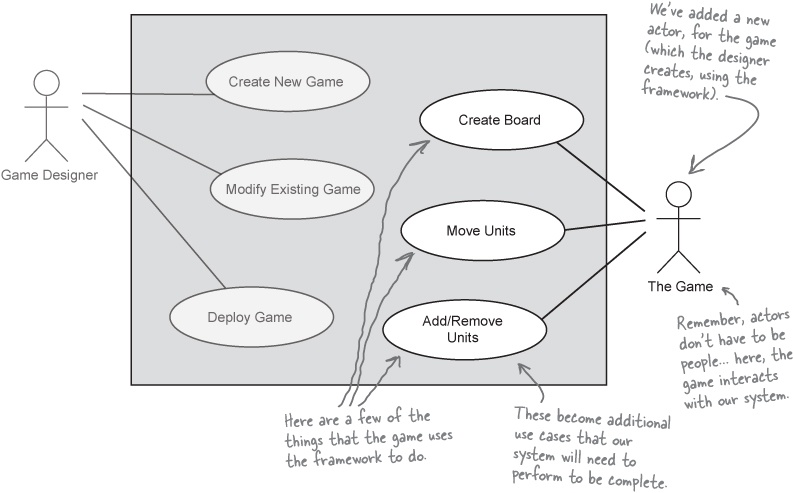 We've added a new
actor, for the game
(which the designer
creates, using the
framework).
Create New Game
Create Board
Game Designer
Modify Existing Game
Move Units
The Game
Deploy Game
Add/Remove
Units
Remember, actors
don't have to be
people... here, the
game interacts
with our system.
Here are a few of the
things that the game uses
the framework to do.
These become additional
use cases that our
system will need to
perform to be complete.